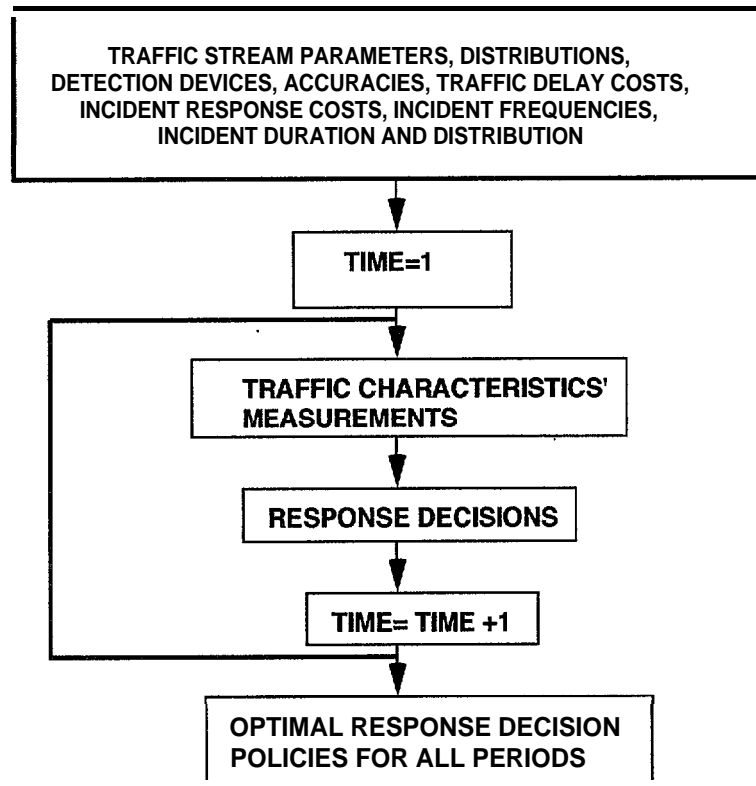 TRAFFIC STREAM PARAMETERS, DISTRIBUTIONS,
DETECTION DEVICES, ACCURACIES, TRAFFIC DELAY COSTS,
INCIDENT RESPONSE COSTS, INCIDENT FREQUENCIES,
INCIDENT DURATION AND DISTRIBUTION
TIME=1
TRAFFIC CHARACTERISTICS'
MEASUREMENTS
RESPONSE DECISIONS
TIME= TIME +1
OPTIMAL RESPONSE DECISION
POLICIES FOR ALL PERIODS